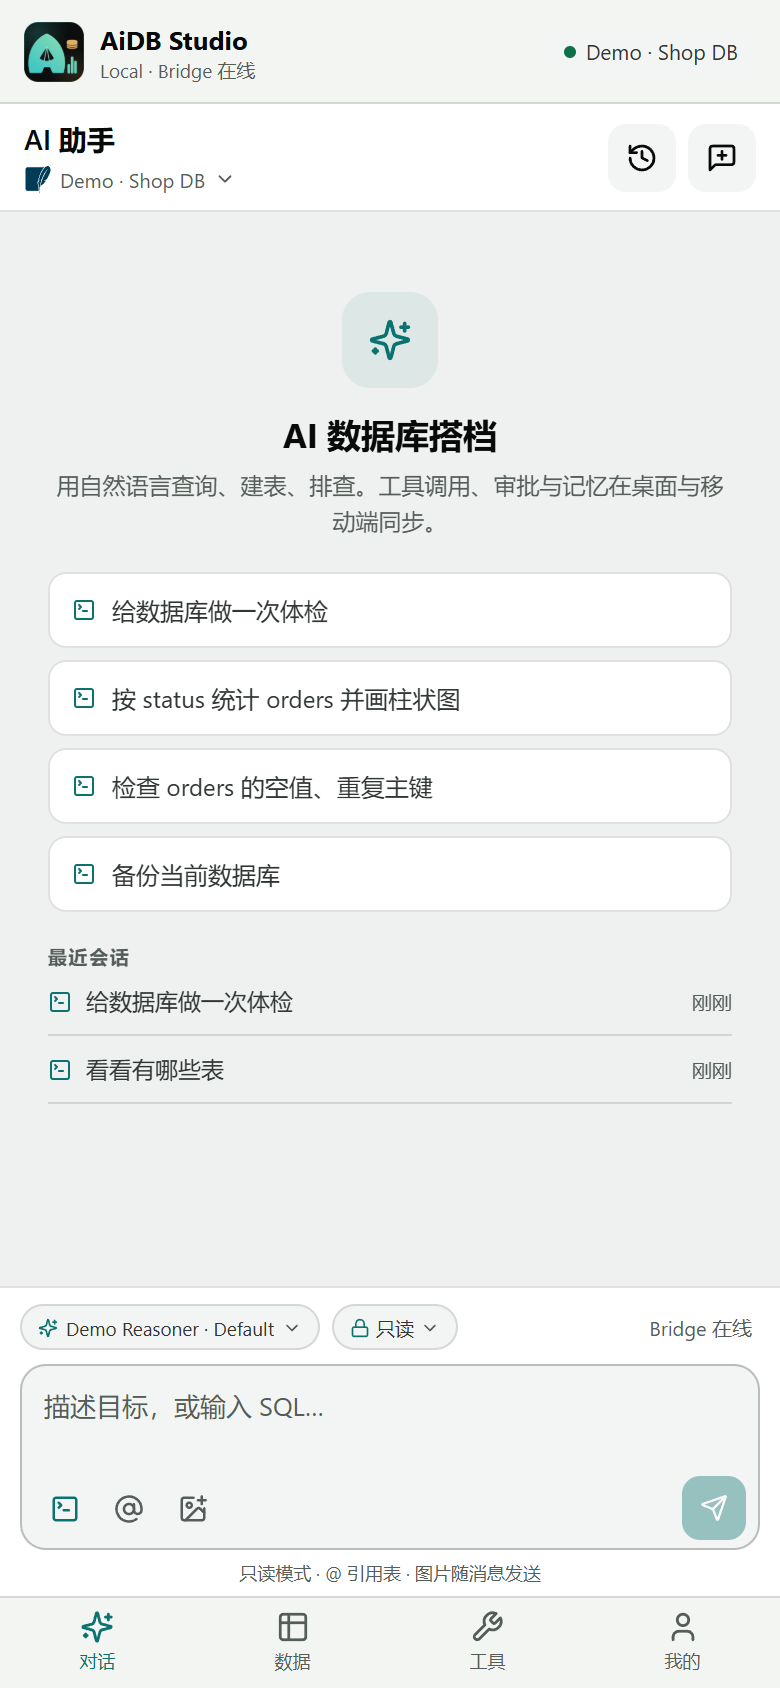 AiDB Studio
Local · Bridge 在线
Demo · Shop DB
AI 助手
Demo · Shop DB
AI 数据库搭档
用自然语言查询、建表、排查。工具调用、审批与记忆在桌面与移
动端同步。
给数据库做一次体检
按 status 统计 orders 并画柱状图
检查 orders 的空值、重复主键
备份当前数据库
最近会话
给数据库做一次体检 刚刚
看看有哪些表 刚刚
Demo Reasoner · Default 只读 Bridge 在线
描述目标，或输入 SQL...
只读模式 · @ 引用表 · 图片随消息发送
对话 数据 工具 我的